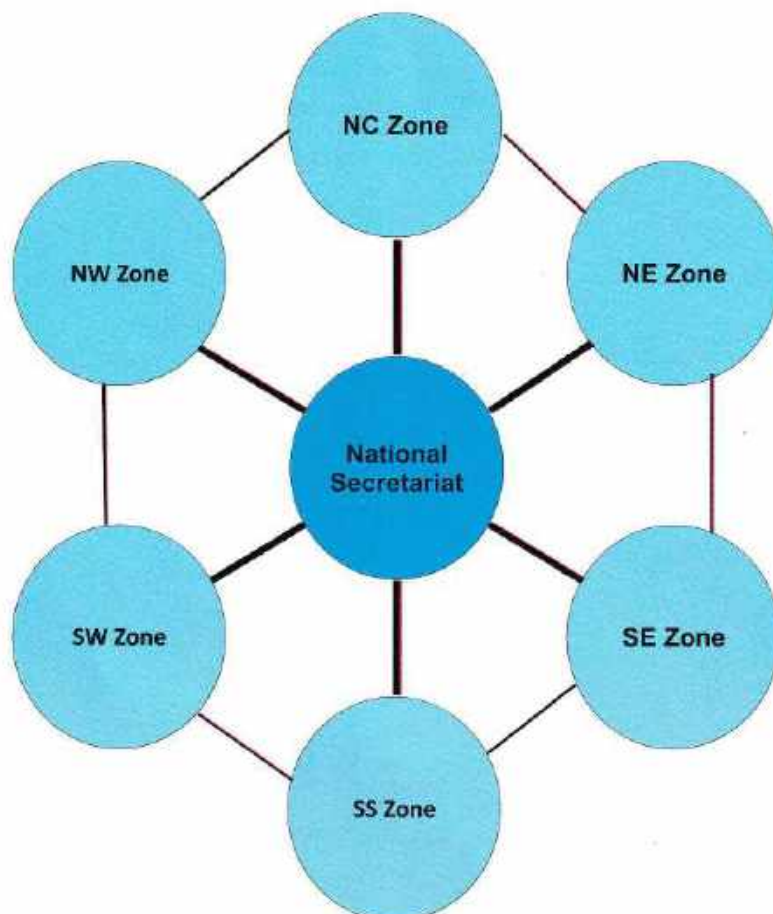 NC Zone
NW Zone
NE Zone
National
Secretariat
SW Zone
SE Zone
SS Zone